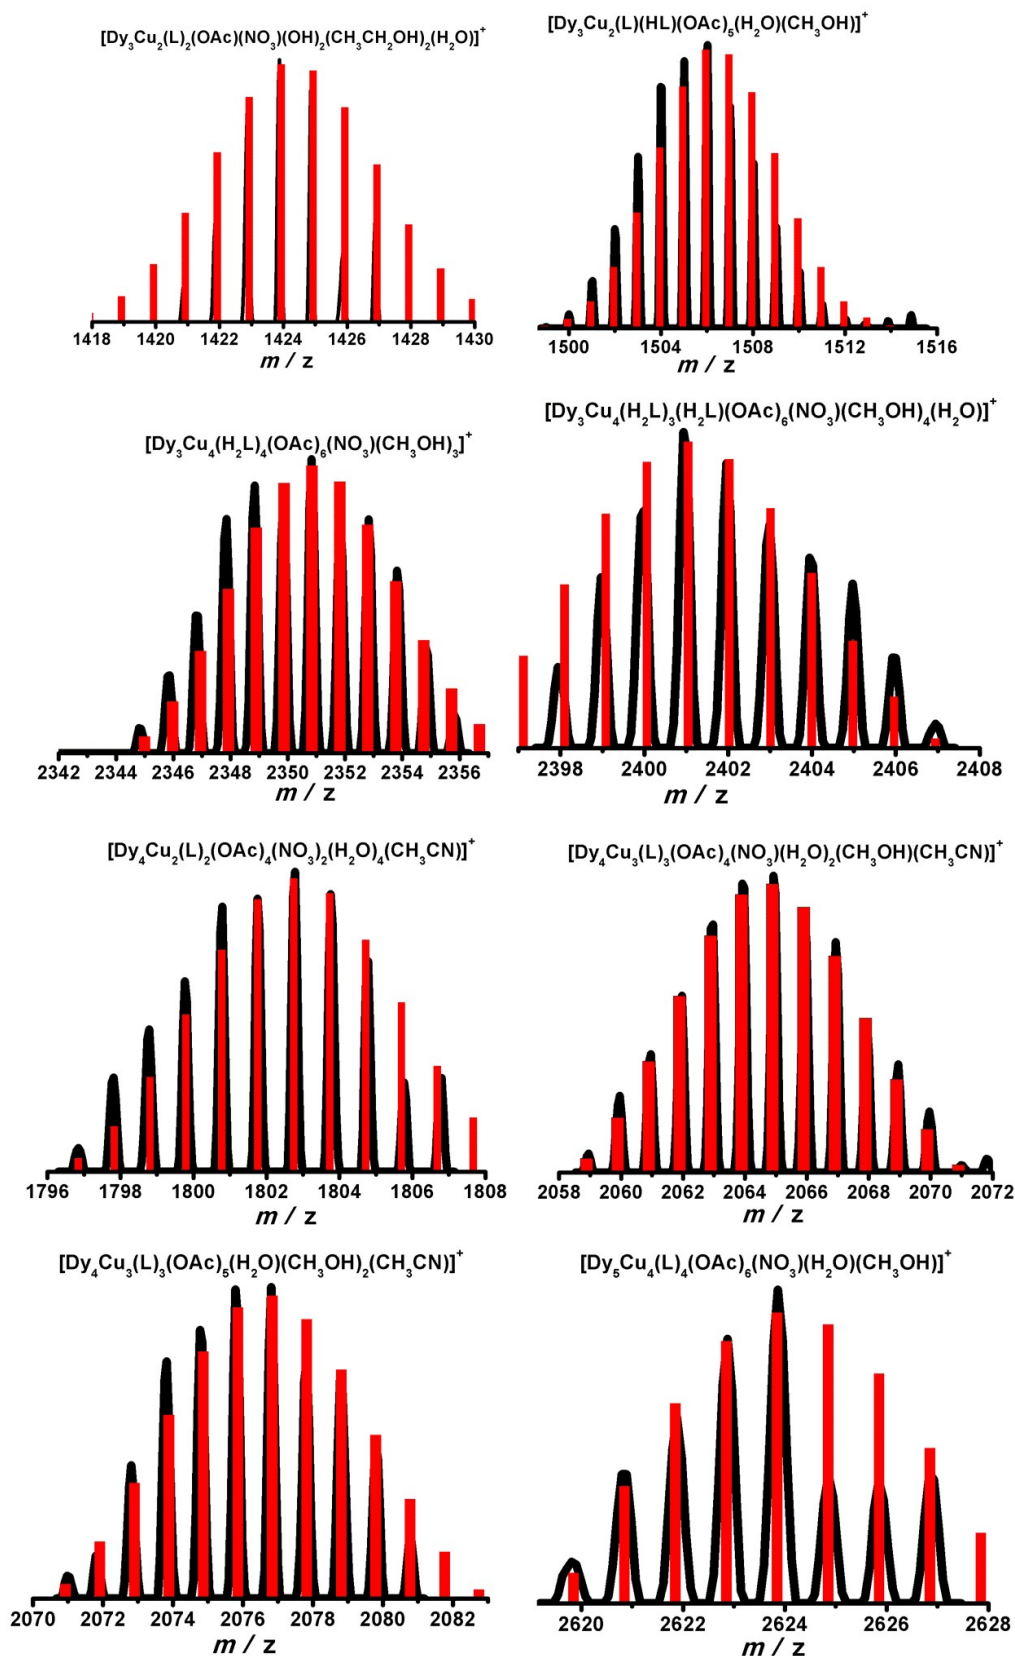 [Dy₃Cu₂(L)₂(OAc)(NO₃)(OH)₂(CH₃CH₂OH)₂(H₂O)]⁺
1418 1420 1422 1424 1426 1428 1430
m / z
[Dy₃Cu₂(L)(HL)(OAc)₅(H₂O)(CH₃OH)]⁺
1500 1504 1508 1512 1516
m / z
[Dy₃Cu₄(H₂L)₄(OAc)₆(NO₃)(CH₃OH)₃]⁺
2342 2344 2346 2348 2350 2352 2354 2356
m / z
[Dy₃Cu₄(H₂L)₃(H₂L)(OAc)₆(NO₃)(CH₃OH)₄(H₂O)]⁺
2398 2400 2402 2404 2406 2408
m / z
[Dy₄Cu₂(L)₂(OAc)₄(NO₃)₂(H₂O)₄(CH₃CN)]⁺
1796 1798 1800 1802 1804 1806 1808
m / z
[Dy₄Cu₃(L)₃(OAc)₄(NO₃)(H₂O)₂(CH₃OH)(CH₃CN)]⁺
2058 2060 2062 2064 2066 2068 2070 2072
m / z
[Dy₄Cu₃(L)₃(OAc)₅(H₂O)(CH₃OH)₂(CH₃CN)]⁺
2070 2072 2074 2076 2078 2080 2082
m / z
[Dy₅Cu₄(L)₄(OAc)₆(NO₃)(H₂O)(CH₃OH)]⁺
2620 2622 2624 2626 2628
m / z